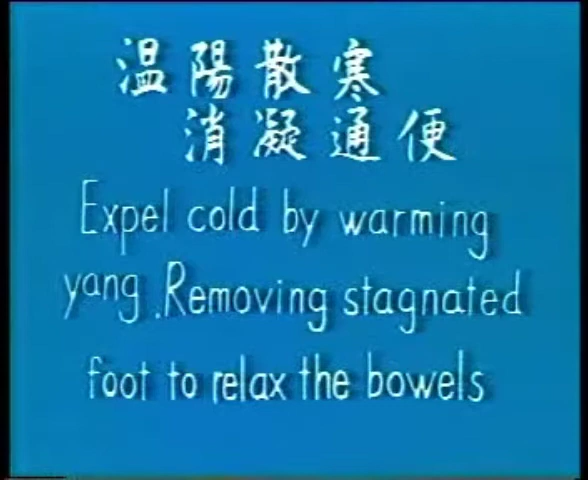 温陽散寒
消凝通便
Expel cold by warming
yang .Removing stagnated
foot to relax the bowels